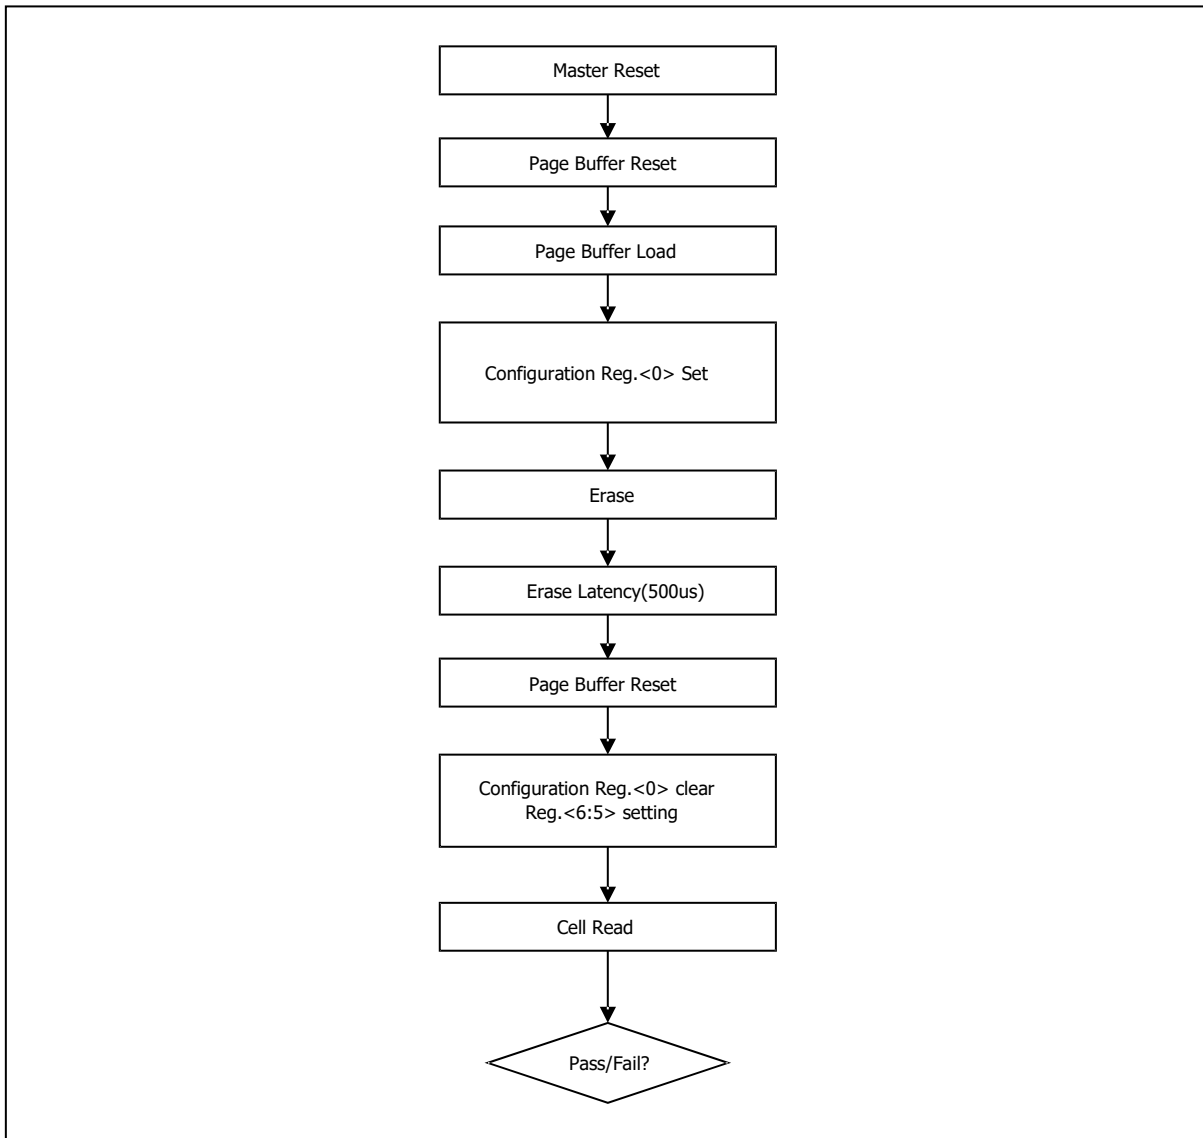 Master Reset
Page Buffer Reset
Page Buffer Load
Configuration Reg.<0> Set
Erase
Erase Latency(500us)
Page Buffer Reset
Configuration Reg.<0> clear
Reg.<6:5> setting
Cell Read
Pass/Fail?